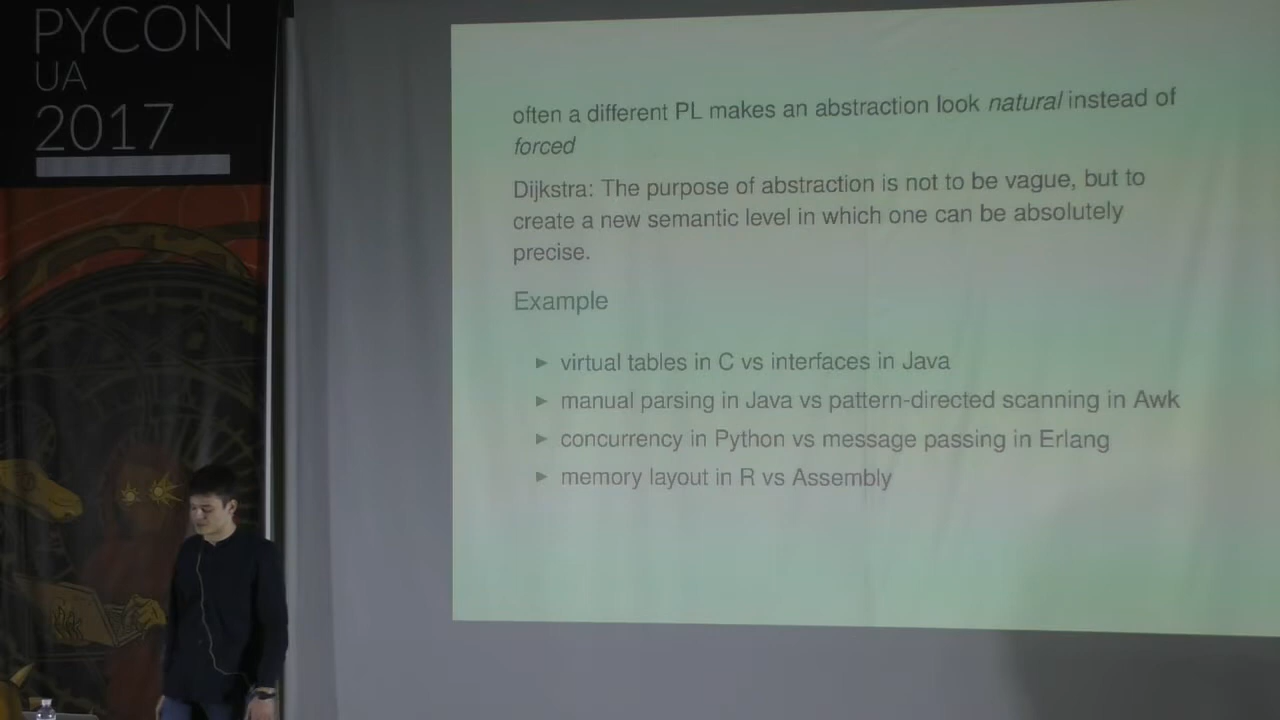 PYCON
UA
2017
often a different PL makes an abstraction look natural instead of
forced
Dijkstra: The purpose of abstraction is not to be vague, but to
create a new semantic level in which one can be absolutely
precise.
Example
► virtual tables in C vs interfaces in Java
► manual parsing in Java vs pattern-directed scanning in Awk
► concurrency in Python vs message passing in Erlang
► memory layout in R vs Assembly